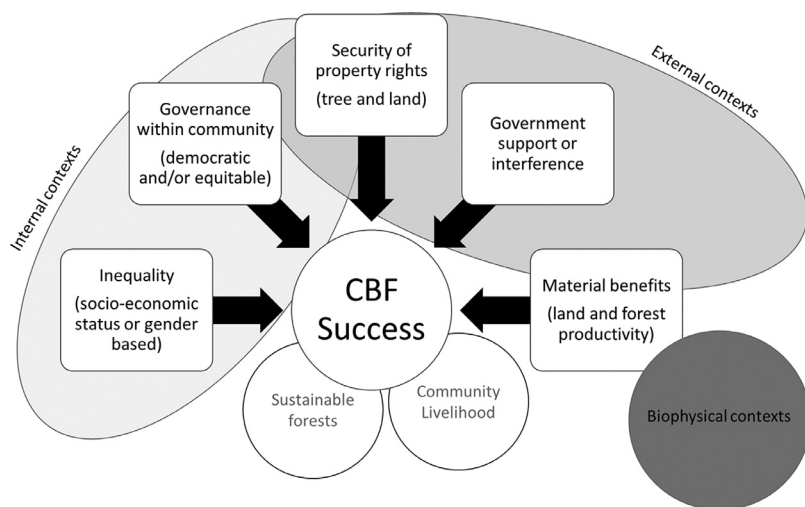 Security of
property rights
(tree and land)
External contexts
Governance
within community
(democratic
and/or equitable)
Government
support or
interference
Internal contexts
Inequality
(socio-economic
status or gender
based)
CBF
Success
Material benefits
(land and forest
productivity)
Sustainable
forests
Community
Livelihood
Biophysical contexts